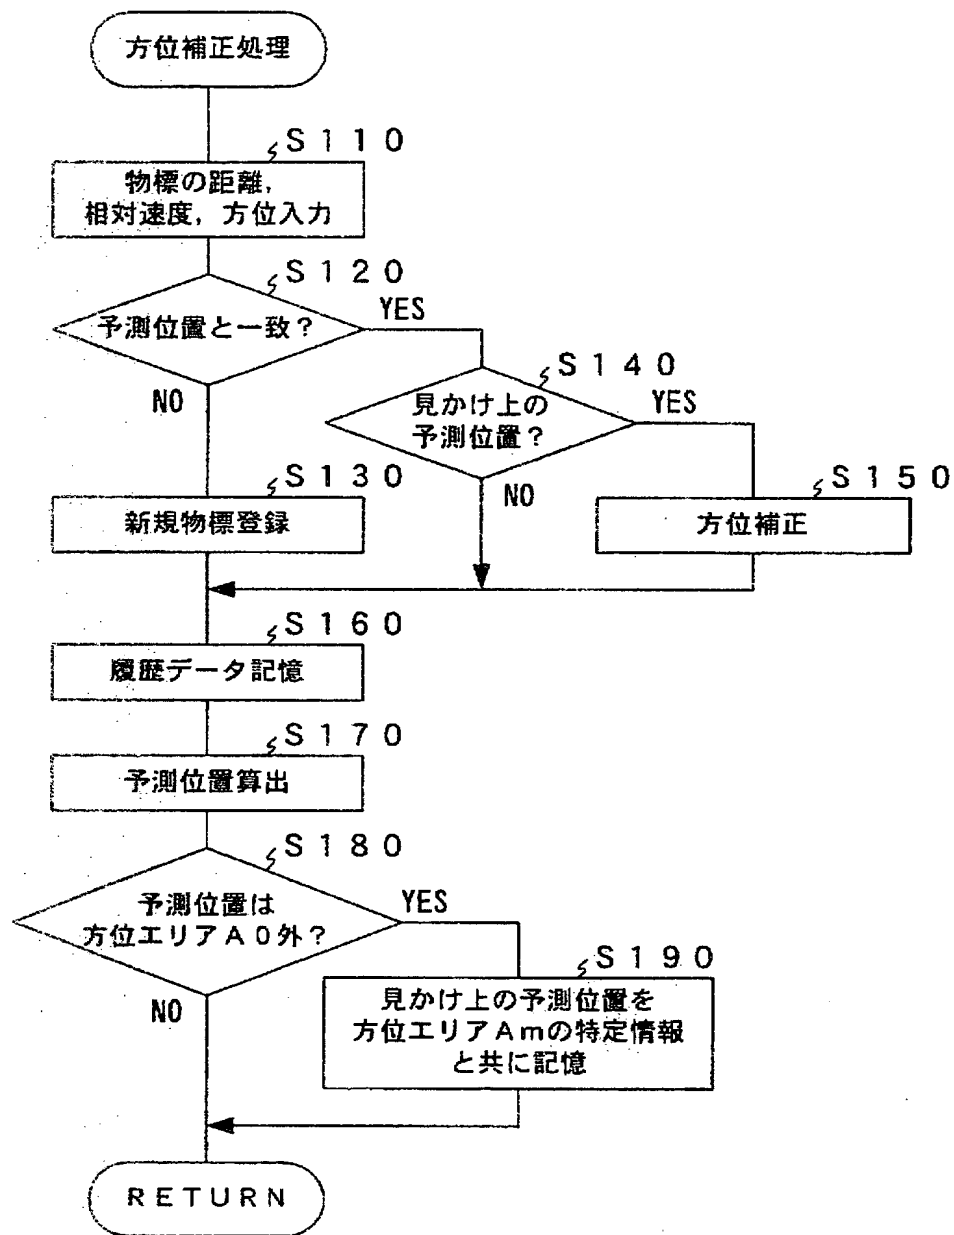 方位補正処理
S110
物標の距離,
相対速度, 方位入力
S120
予測位置と一致?
YES
NO
S140
見かけ上の
予測位置?
YES
NO
S130
新規物標登録
S150
方位補正
S160
履歴データ記憶
S170
予測位置算出
S180
予測位置は
方位エリアA0外?
YES
NO
S190
見かけ上の予測位置を
方位エリアAmの特定情報
と共に記憶
RETURN